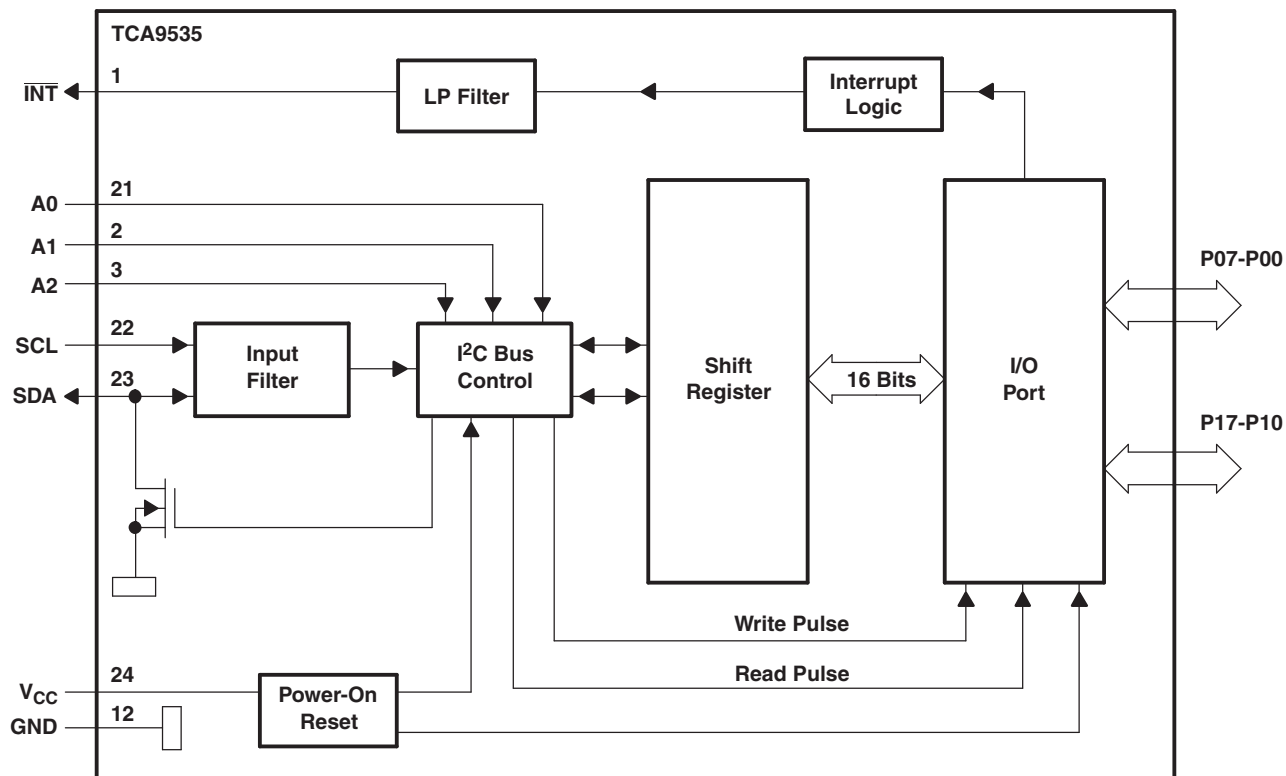 TCA9535
INT
1
LP Filter
Interrupt
Logic
A0
21
A1
2
A2
3
SCL
22
SDA
23
Input
Filter
I²C Bus
Control
Shift
Register
16 Bits
I/O
Port
P07-P00
P17-P10
Write Pulse
Read Pulse
VCC
24
GND
12
Power-On
Reset